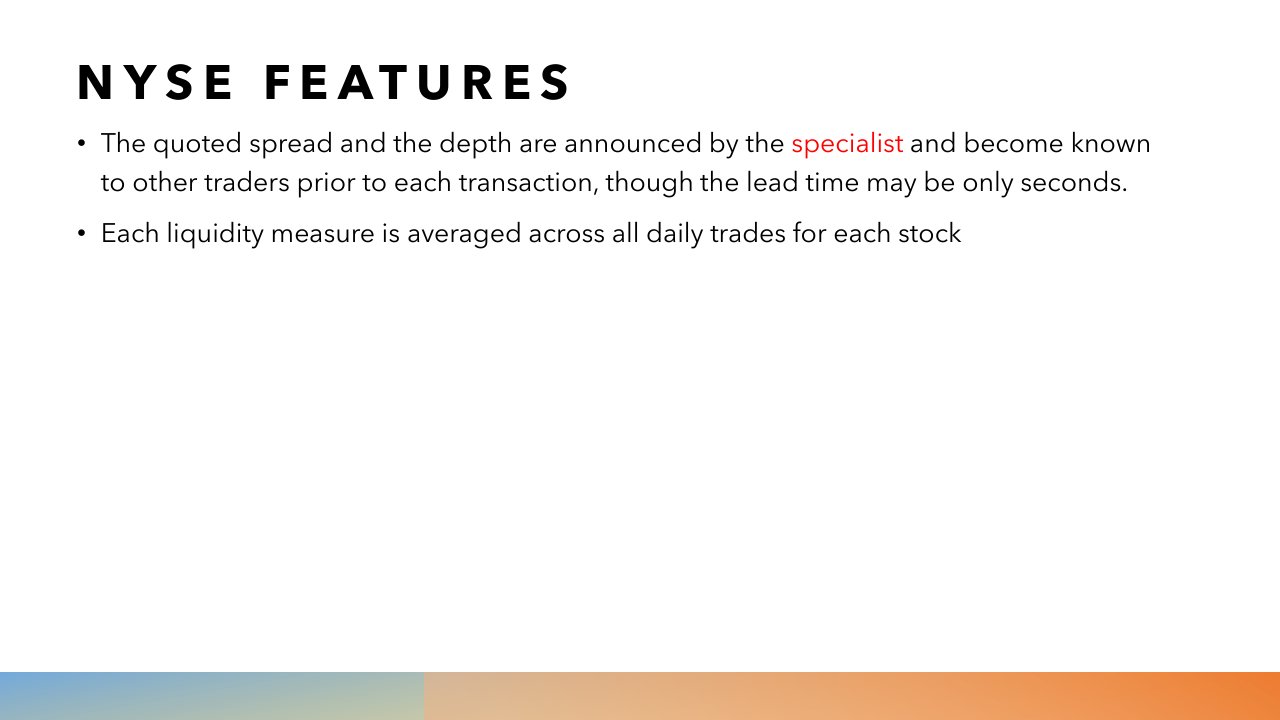 NYSE FEATURES
• The quoted spread and the depth are announced by the specialist and become known
to other traders prior to each transaction, though the lead time may be only seconds.
• Each liquidity measure is averaged across all daily trades for each stock